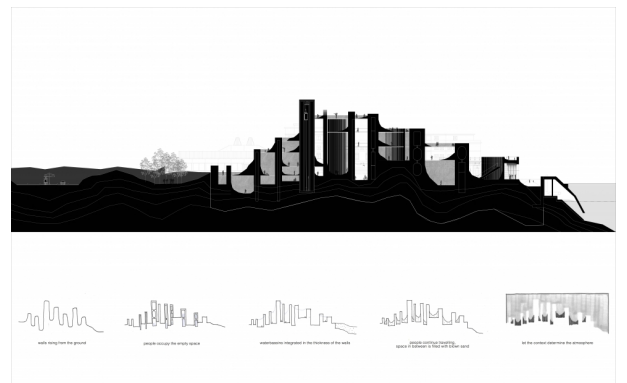 walls rising from the ground
people occupy the empty space
waterbasins integrated in the thickness of the walls
people continue travelling,
space in between is filled with blown sand
let the context determine the atmosphere